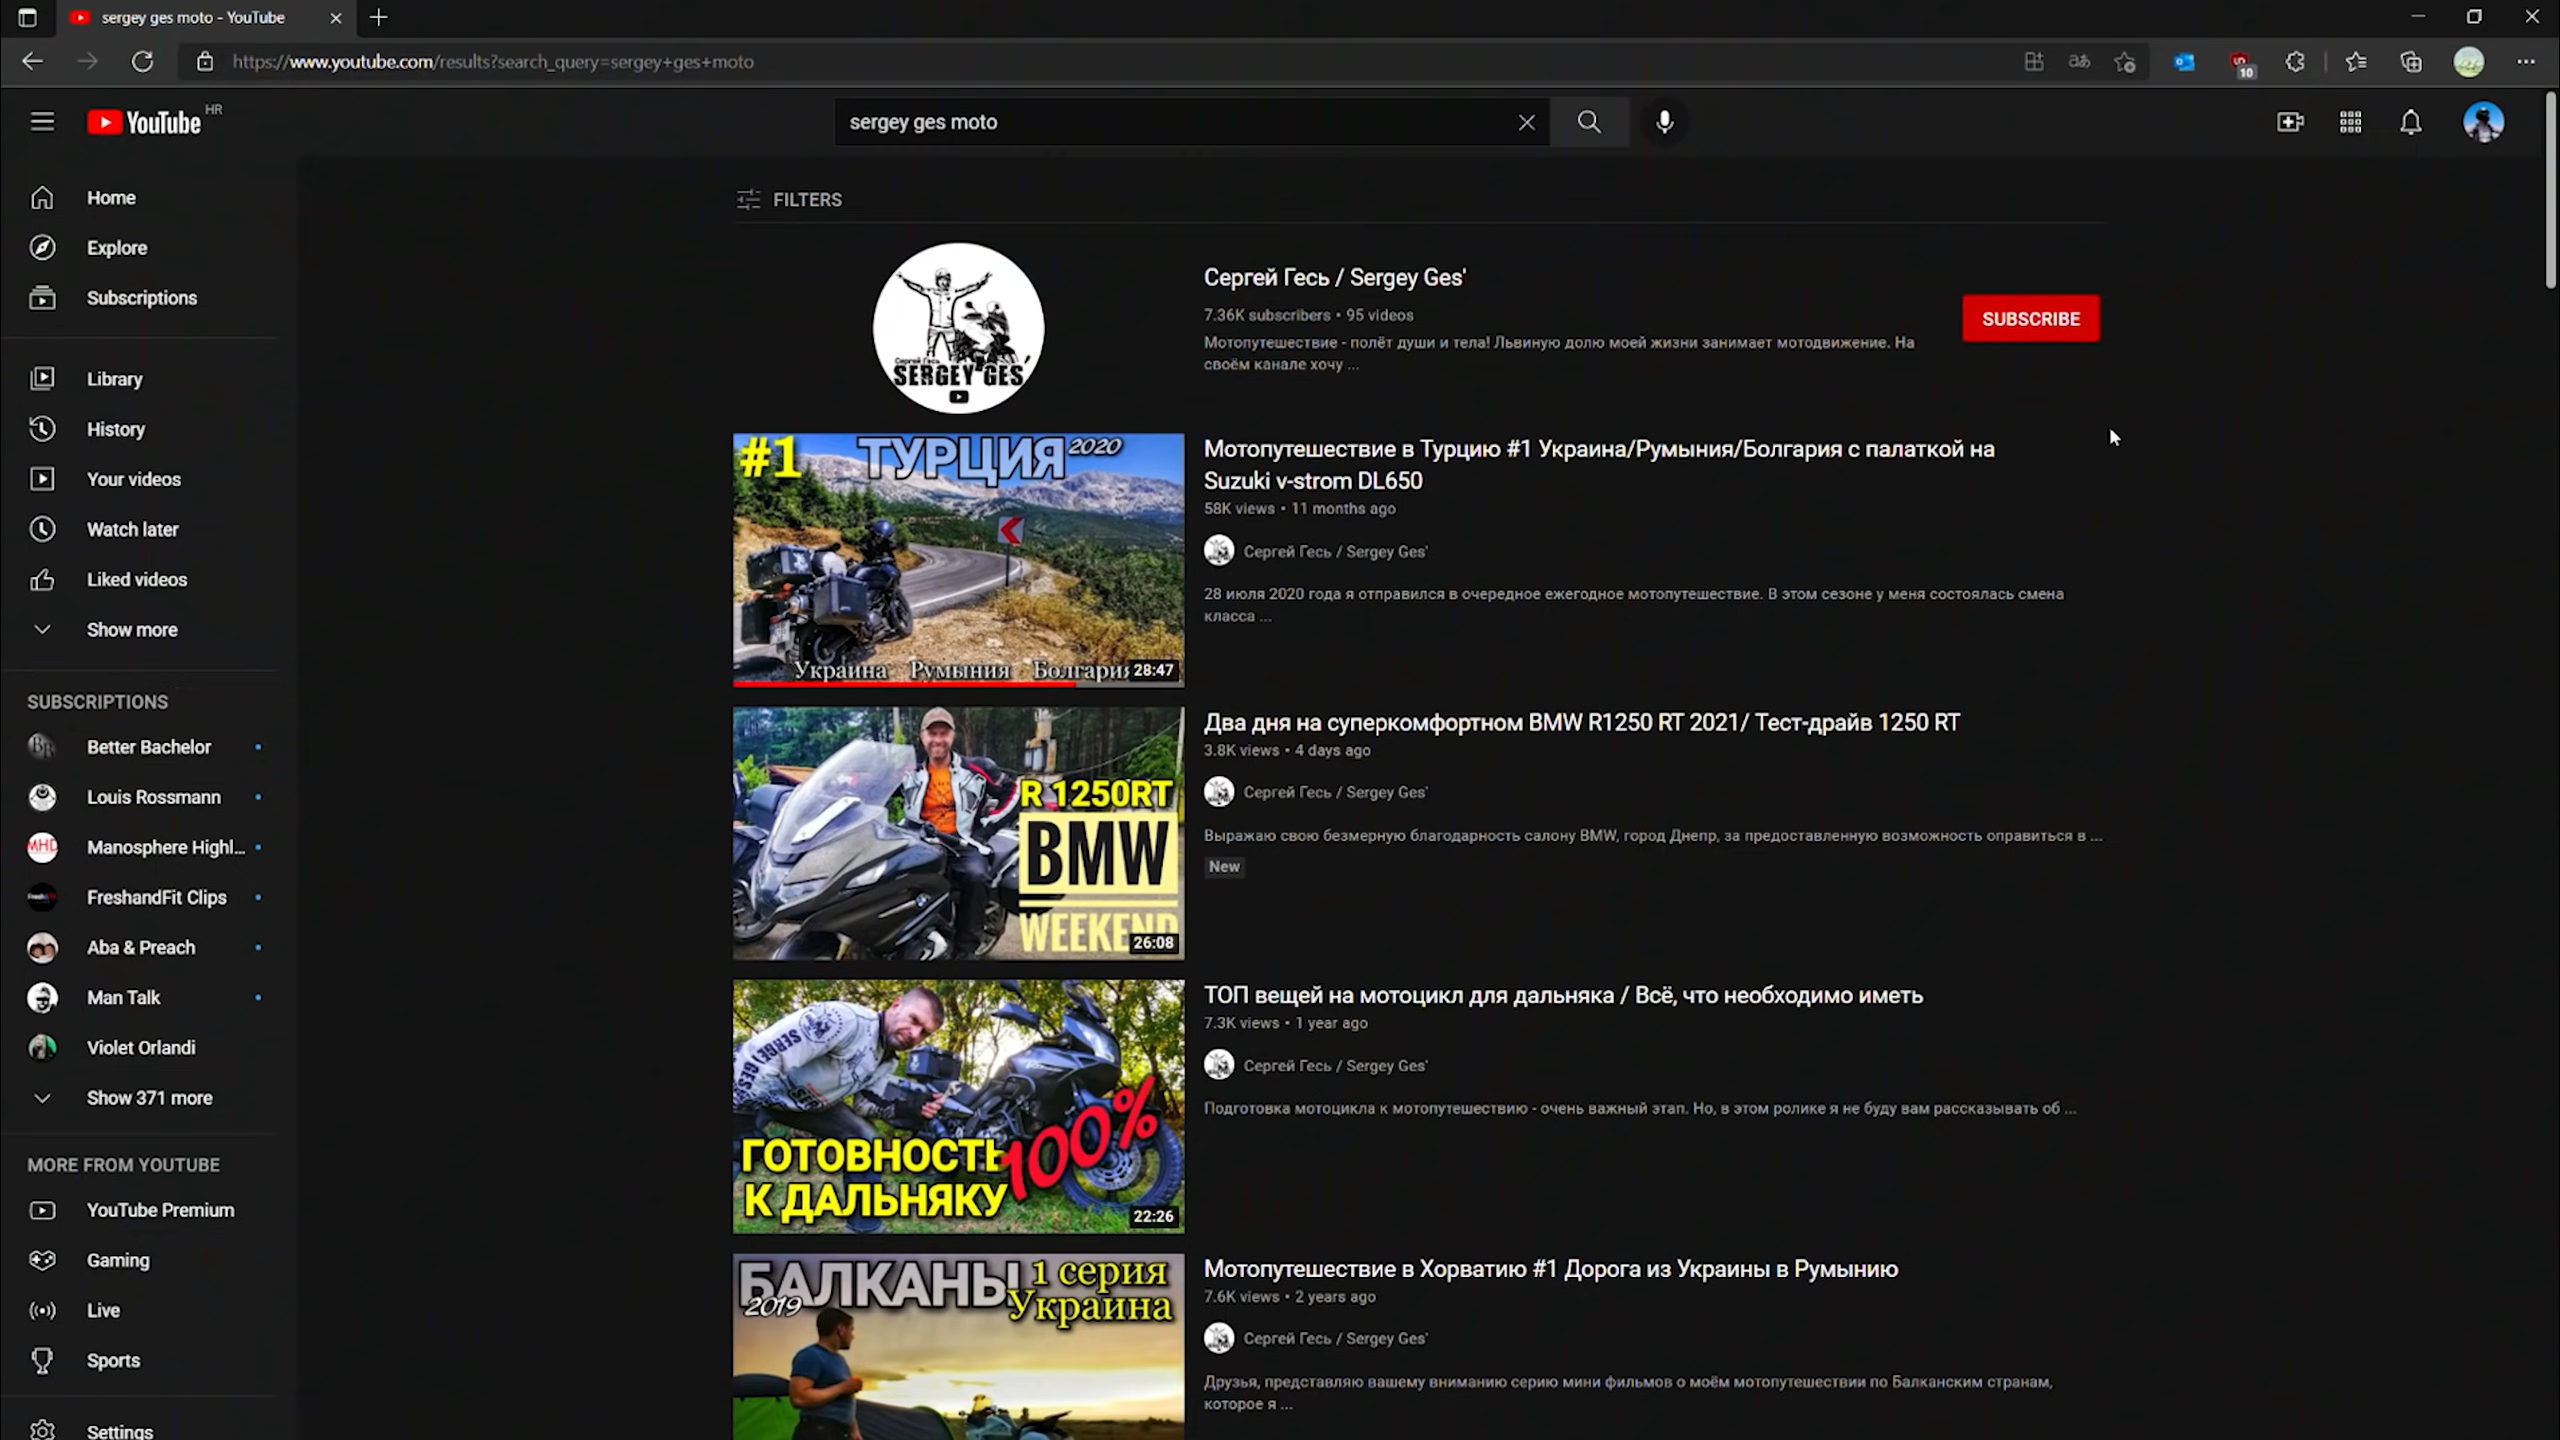 sergey ges moto - YouTube
https://www.youtube.com/results?search_query=sergey+ges+moto
10
YouTube HR
sergey ges moto
Home
Explore
Subscriptions
Library
History
Your videos
Watch later
Liked videos
Show more
SUBSCRIPTIONS
Better Bachelor
Louis Rossmann
Manosphere Highl...
FreshandFit Clips
Aba & Preach
Man Talk
Violet Orlandi
Show 371 more
MORE FROM YOUTUBE
YouTube Premium
Gaming
Live
Sports
Settings
FILTERS
Сергей Гесь
SERGEY GES'
Сергей Гесь / Sergey Ges'
7.36K subscribers • 95 videos
Мотопутешествие - полёт души и тела! Львиную долю моей жизни занимает мотодвижение. На
своём канале хочу ...
SUBSCRIBE
#1 ТУРЦИЯ 2020
Украина Румыния Болгария
28:47
Мотопутешествие в Турцию #1 Украина/Румыния/Болгария с палаткой на
Suzuki v-strom DL650
58K views • 11 months ago
Сергей Гесь / Sergey Ges'
28 июля 2020 года я отправился в очередное ежегодное мотопутешествие. В этом сезоне у меня состоялась смена
класса ...
R 1250RT
BMW
WEEKEND
26:08
Два дня на суперкомфортном BMW R1250 RT 2021/ Тест-драйв 1250 RT
3.8K views • 4 days ago
Сергей Гесь / Sergey Ges'
Выражаю свою безмерную благодарность салону BMW, город Днепр, за предоставленную возможность оправиться в ...
New
ГОТОВНОСТЬ 100%
К ДАЛЬНЯКУ
22:26
ТОП вещей на мотоцикл для дальняка / Всё, что необходимо иметь
7.3K views • 1 year ago
Сергей Гесь / Sergey Ges'
Подготовка мотоцикла к мотопутешествию - очень важный этап. Но, в этом ролике я не буду вам рассказывать об ...
БАЛКАНЫ 1 серия
2019 Украина
Мотопутешествие в Хорватию #1 Дорога из Украины в Румынию
7.6K views • 2 years ago
Сергей Гесь / Sergey Ges'
Друзья, представляю вашему вниманию серию мини фильмов о моём мотопутешествии по Балканским странам,
которое я ...